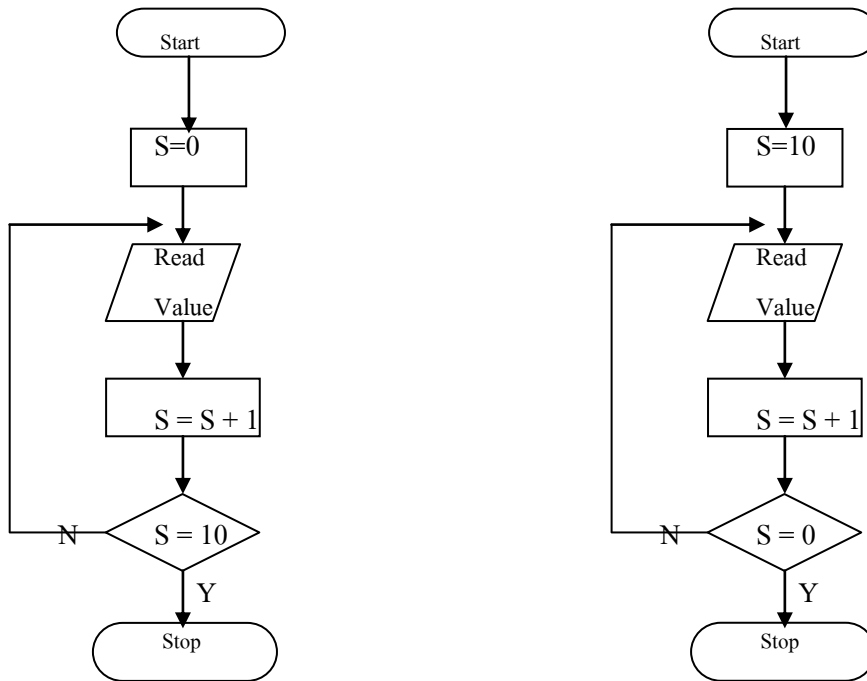 Start
S=0
Read
Value
S = S + 1
N
S = 10
Y
Stop
Start
S=10
Read
Value
S = S + 1
N
S = 0
Y
Stop